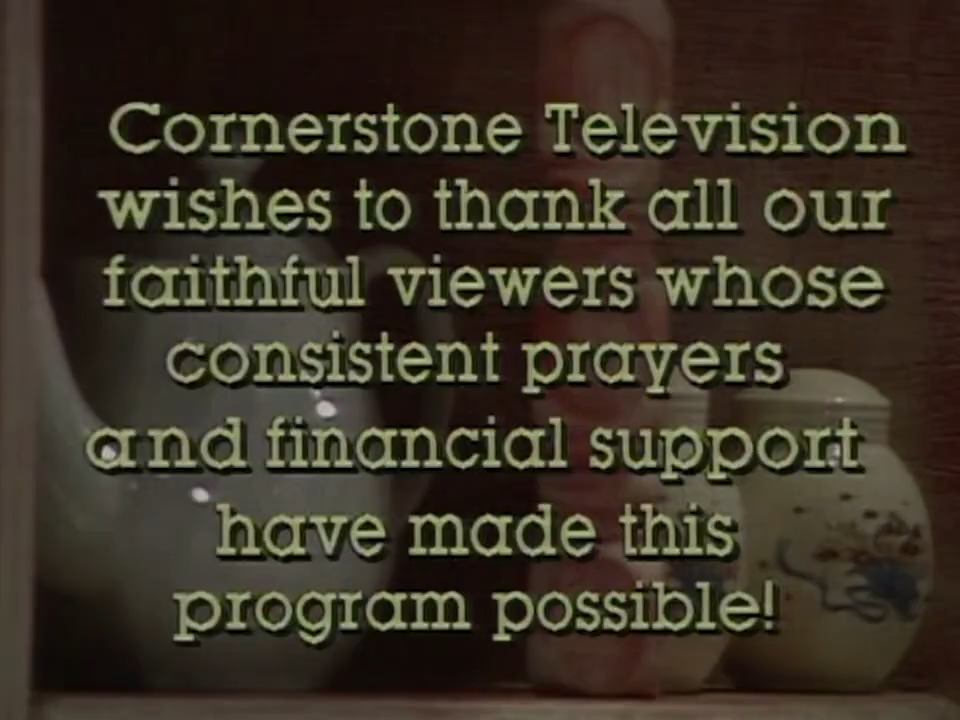 Cornerstone Television
wishes to thank all our
faithful viewers whose
consistent prayers
and financial support
have made this
program possible!